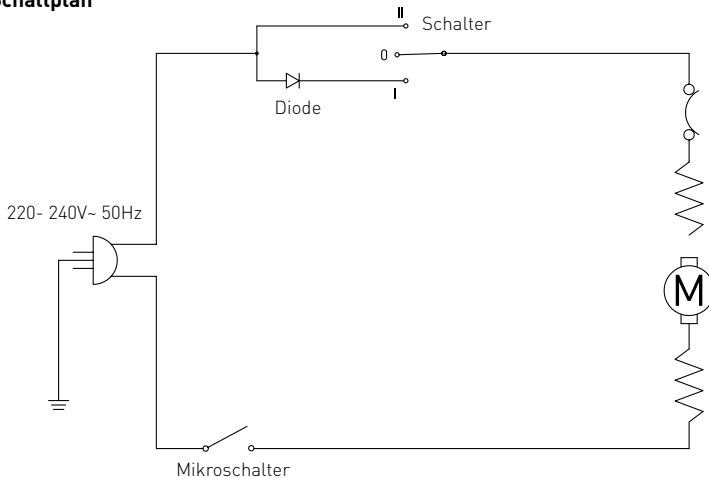 Schaltplan
II
Schalter
0
I
Diode
220- 240V~ 50Hz
M
Mikroschalter